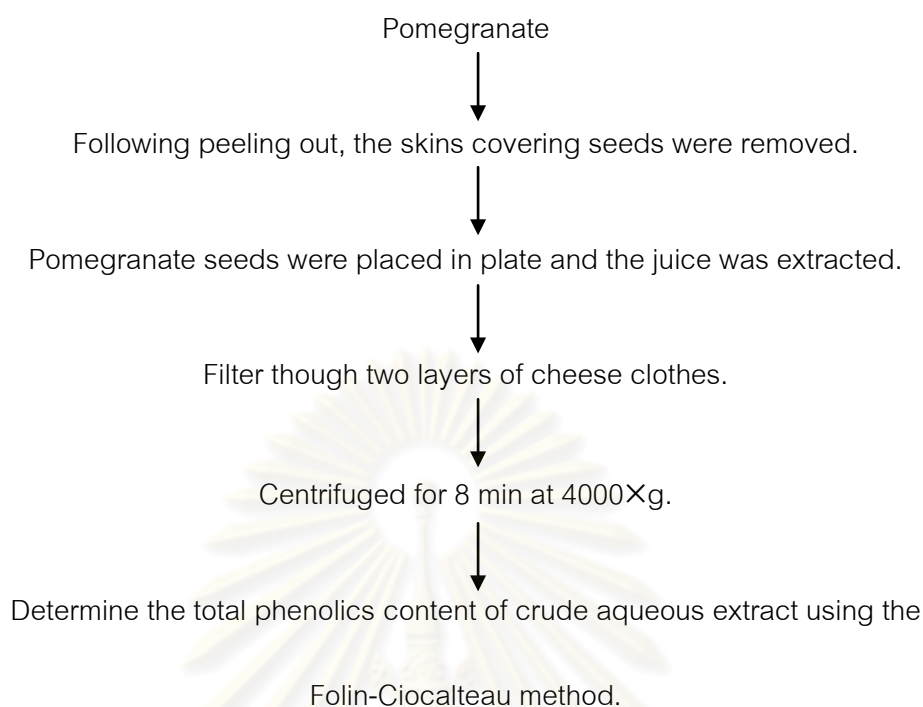 Pomegranate
Following peeling out, the skins covering seeds were removed.
Pomegranate seeds were placed in plate and the juice was extracted.
Filter though two layers of cheese clothes.
Centrifuged for 8 min at 4000×g.
Determine the total phenolics content of crude aqueous extract using the
Folin-Ciocalteau method.